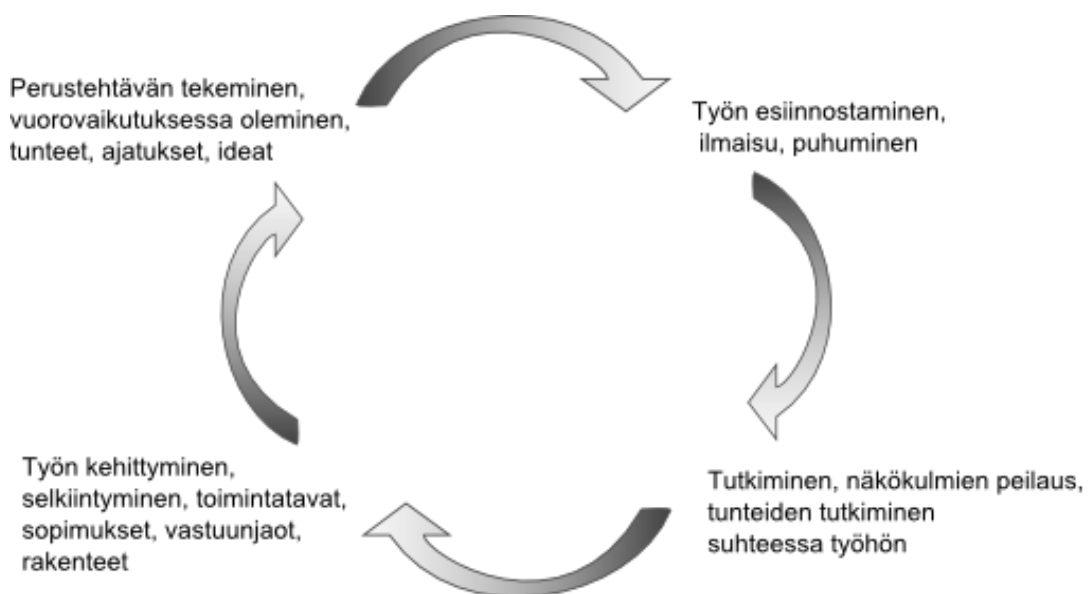 Perustehtävän tekeminen,
vuorovaikutuksessa oleminen,
tunteet, ajatukset, ideat
Työn esiinnostaminen,
ilmaisu, puhuminen
Tutkiminen, näkökulmien peilaus,
tunteiden tutkiminen
suhteessa työhön
Työn kehittyminen,
selkiintyminen, toimintatavat,
sopimukset, vastuunjaot,
rakenteet